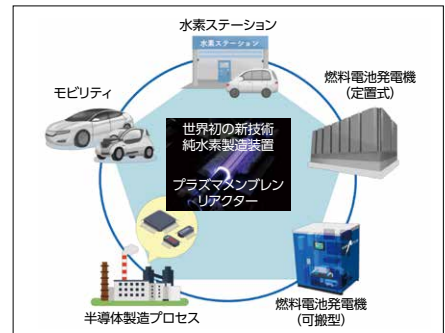 水素ステーション
水素ステーション
モビリティ
燃料電池発電機
(定置式)
世界初の新技術
純水素製造装置
プラズマメンブレン
リアクター
半導体製造プロセス
燃料電池発電機
(可搬型)